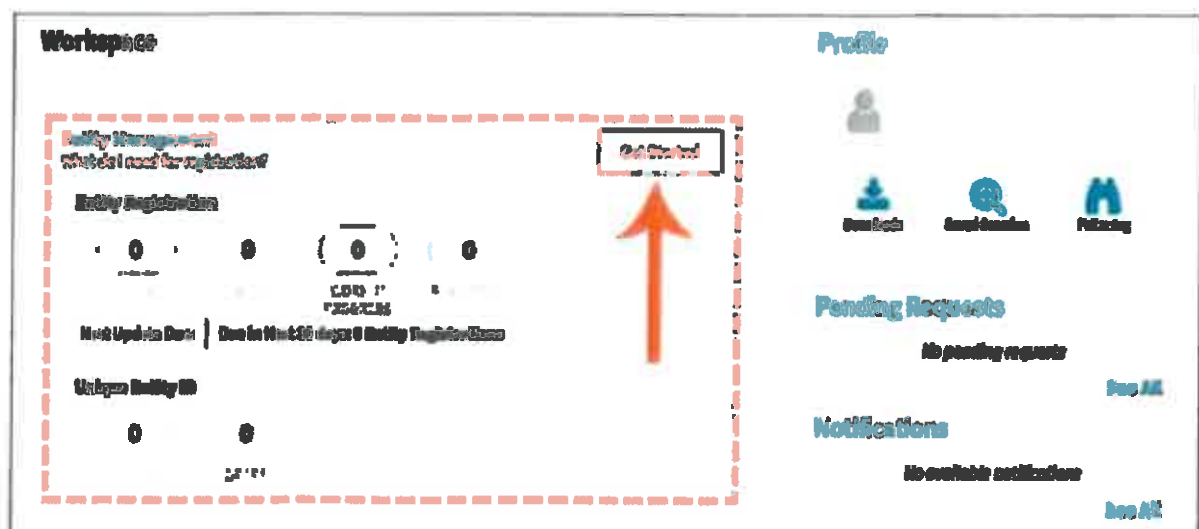 Workspace
Entity Management
What do I need for registration?
Get Started
Entity Registration
0 0 0 0
Next Update Due | Due in Next 30 days: 0 Entity Registrations
Unique Entity ID
0 0
Profile
Downloads Saved Searches Following
Pending Requests
No pending requests
See All
Notifications
No available notifications
See All